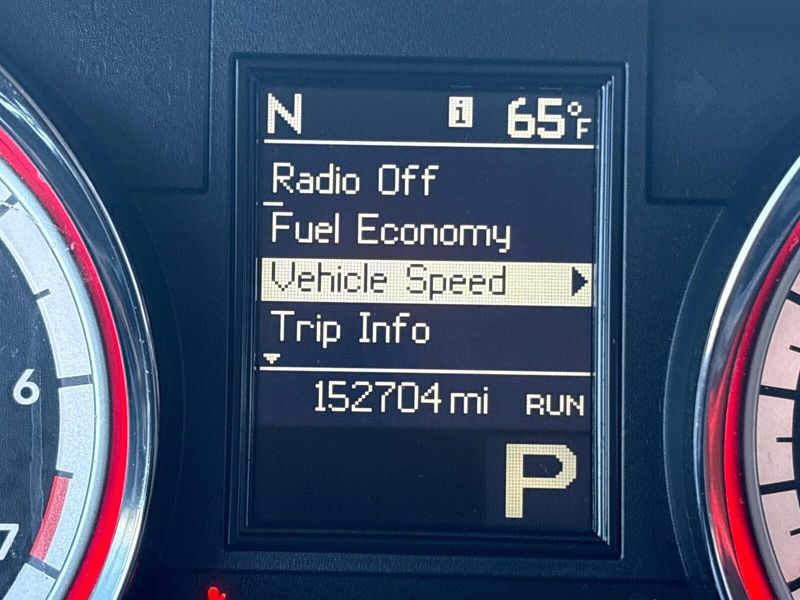 N i 65°F
Radio Off
Fuel Economy
Vehicle Speed
Trip Info
152704 mi RUN
P
6
7